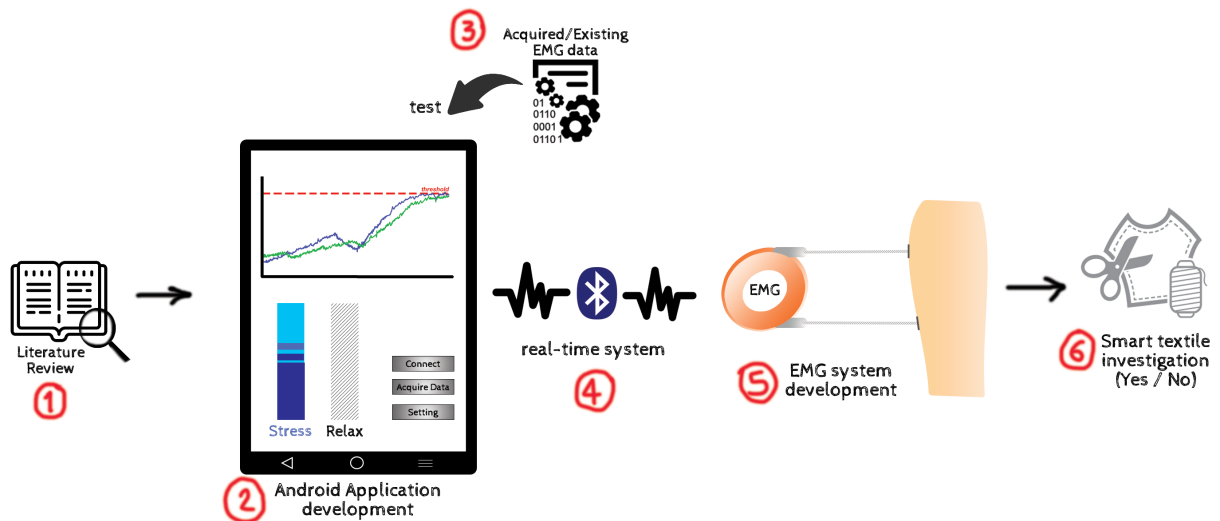 3
Acquired/Existing
EMG data
test
01
0110
0001
01101
threshold
EMG
Literature
Review
1
real-time system
4
Connect
Acquire Data
Setting
Stress
Relax
2
Android Application
development
5
EMG system
development
6
Smart textile
investigation
(Yes / No)